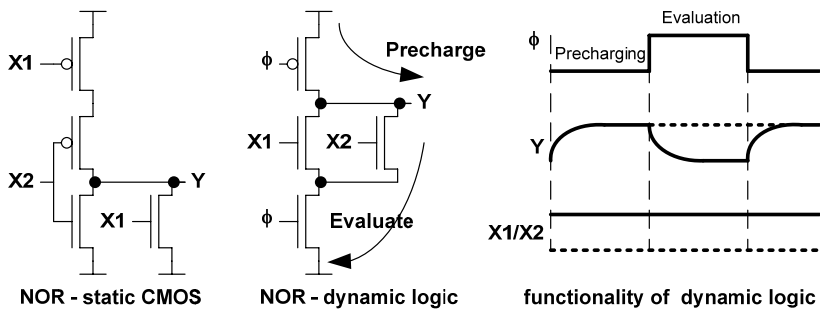 X1
X2
X1
Y
NOR - static CMOS
ϕ
Precharge
Y
X1
X2
ϕ
Evaluate
NOR - dynamic logic
Evaluation
ϕ
Precharging
Y
X1/X2
functionality of dynamic logic